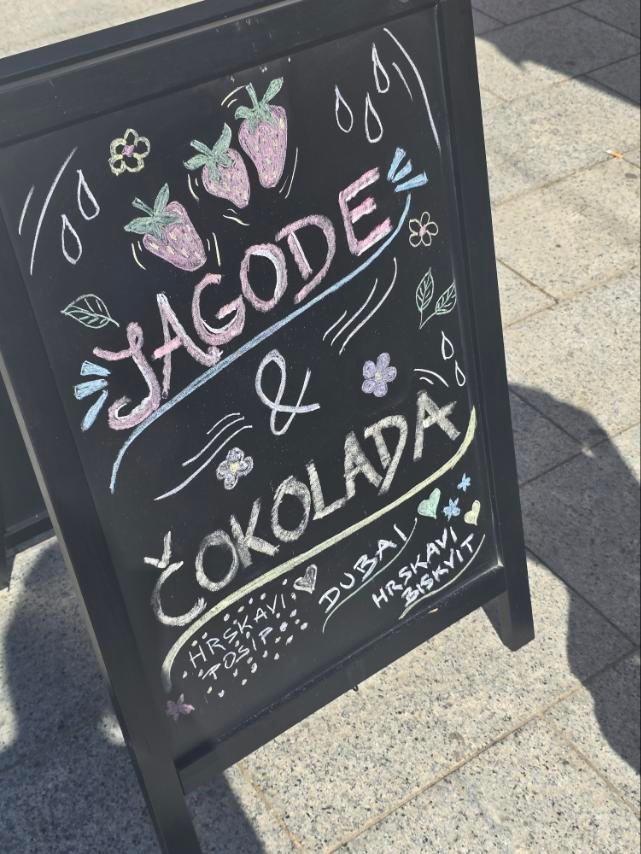 JAGODE
&
ČOKOLADA
HRSKAVI
POSIP
DUBAI
HRSKAVI
BISKVIT